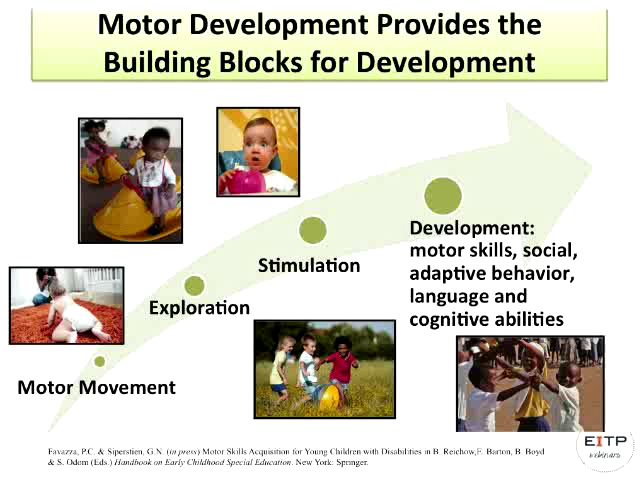 Motor Development Provides the
Building Blocks for Development
Development:
motor skills, social,
adaptive behavior,
language and
cognitive abilities
Stimulation
Exploration
Motor Movement
Favazza, P.C. & Siperstien, G.N. (in press) Motor Skills Acquisition for Young Children with Disabilities in B. Reichow,E. Barton, B. Boyd
& S. Odom (Eds.) Handbook on Early Childhood Special Education. New York: Springer.
EITP
webinars